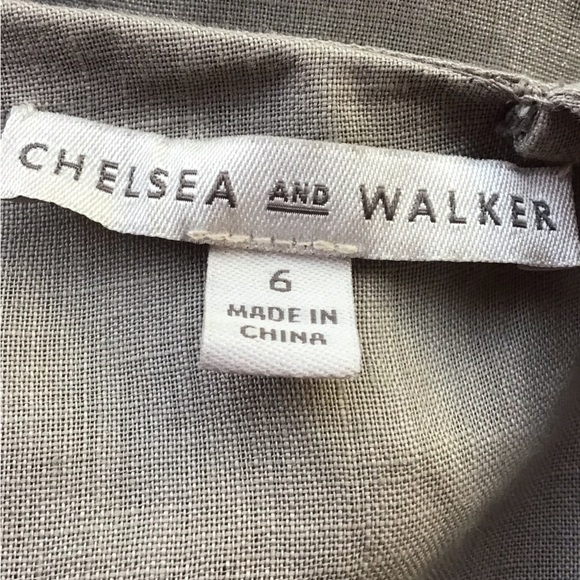 CHELSEA AND WALKER
6
MADE IN
CHINA